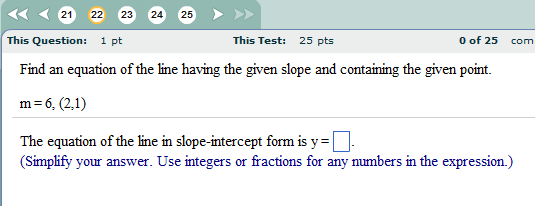 21 22 23 24 25
This Question: 1 pt This Test: 25 pts 0 of 25 com
Find an equation of the line having the given slope and containing the given point.
m = 6, (2,1)
The equation of the line in slope-intercept form is y = .
(Simplify your answer. Use integers or fractions for any numbers in the expression.)